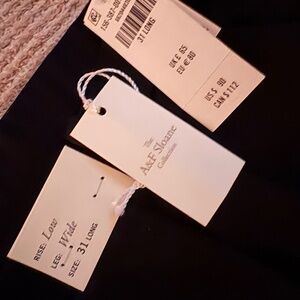 31 LONG
UK £ 65
EU € 80
US $ 90
CAN $ 112
The
A&F Sloane
Collection
RISE: Low
LEG: Wide
SIZE: 31 LONG